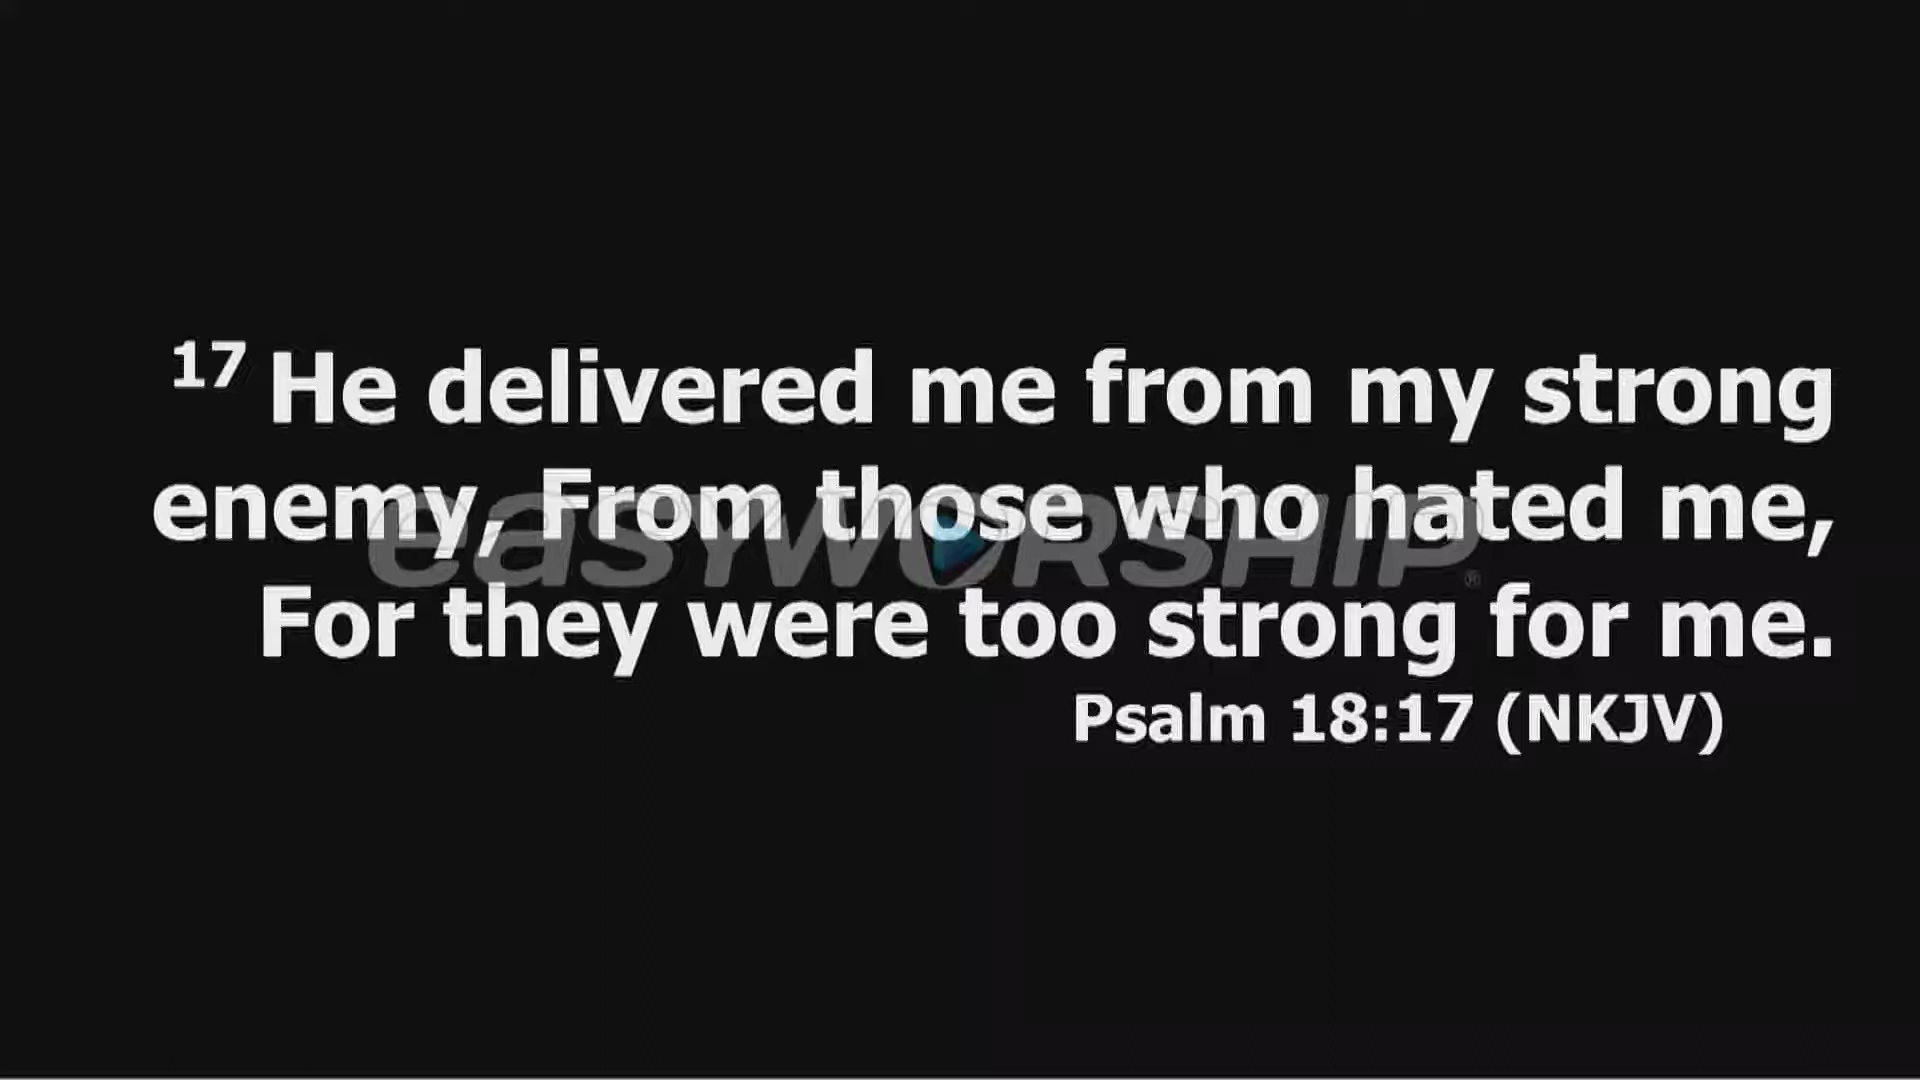 17 He delivered me from my strong
enemy, From those who hated me,
For they were too strong for me.
Psalm 18:17 (NKJV)
easyWORSHIP®